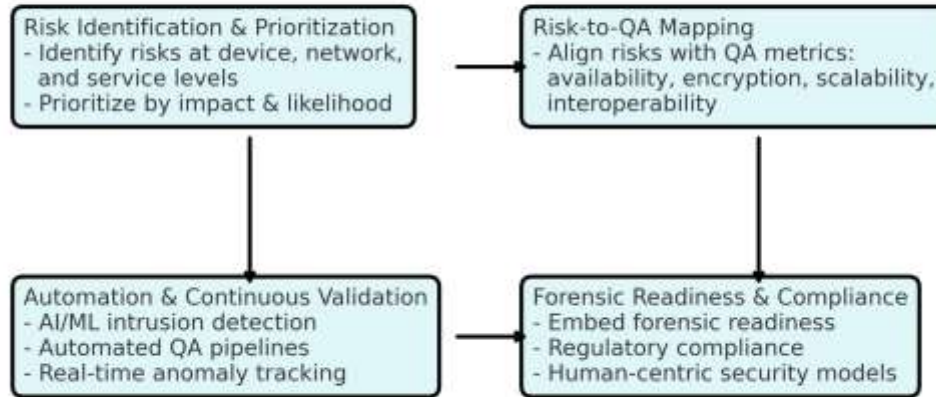 Risk Identification & Prioritization
- Identify risks at device, network,
and service levels
- Prioritize by impact & likelihood
Risk-to-QA Mapping
- Align risks with QA metrics:
availability, encryption, scalability,
interoperability
Automation & Continuous Validation
- AI/ML intrusion detection
- Automated QA pipelines
- Real-time anomaly tracking
Forensic Readiness & Compliance
- Embed forensic readiness
- Regulatory compliance
- Human-centric security models